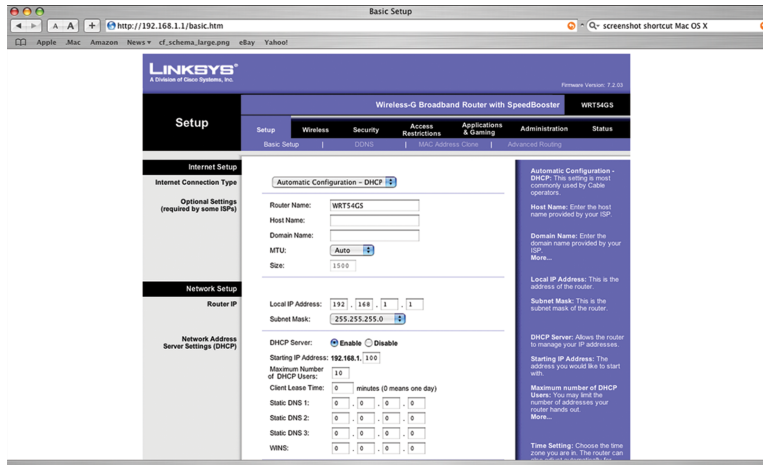 Basic Setup
A A + http://192.168.1.1/basic.htm screenshot shortcut Mac OS X
Apple .Mac Amazon News cf_schema_large.png eBay Yahoo!
LINKSYS®
A Division of Cisco Systems, Inc.
Firmware Version: 7.2.03
Wireless-G Broadband Router with SpeedBooster WRT54GS
Setup
Setup Wireless Security Access Restrictions Applications & Gaming Administration Status
Basic Setup | DDNS | MAC Address Clone | Advanced Routing
Internet Setup
Internet Connection Type
Automatic Configuration - DHCP
Optional Settings
(required by some ISPs)
Router Name: WRT54GS
Host Name:
Domain Name:
MTU: Auto
Size: 1500
Network Setup
Router IP
Local IP Address: 192 . 168 . 1 . 1
Subnet Mask: 255.255.255.0
Network Address
Server Settings (DHCP)
DHCP Server: Enable Disable
Starting IP Address: 192.168.1. 100
Maximum Number
of DHCP Users: 10
Client Lease Time: 0 minutes (0 means one day)
Static DNS 1: 0 . 0 . 0 . 0
Static DNS 2: 0 . 0 . 0 . 0
Static DNS 3: 0 . 0 . 0 . 0
WINS: 0 . 0 . 0 . 0
Automatic Configuration -
DHCP: This setting is most
commonly used by Cable
operators.
Host Name: Enter the host
name provided by your ISP.
Domain Name: Enter the
domain name provided by your
ISP.
More...
Local IP Address: This is the
address of the router.
Subnet Mask: This is the
subnet mask of the router.
DHCP Server: Allows the router
to manage your IP addresses.
Starting IP Address: The
address you would like to start
with.
Maximum number of DHCP
Users: You may limit the
number of addresses your
router hands out.
More...
Time Setting: Choose the time
zone you are in. The router can